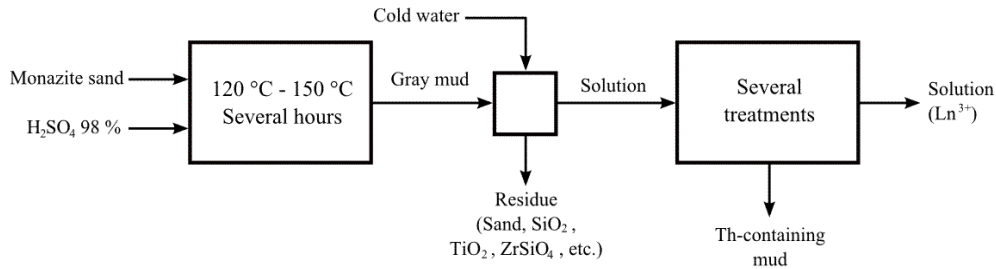 Cold water
Monazite sand
H₂SO₄ 98 %
120 °C - 150 °C
Several hours
Gray mud
Solution
Several
treatments
Solution
(Ln³⁺)
Residue
(Sand, SiO₂ ,
TiO₂ , ZrSiO₄ , etc.)
Th-containing
mud